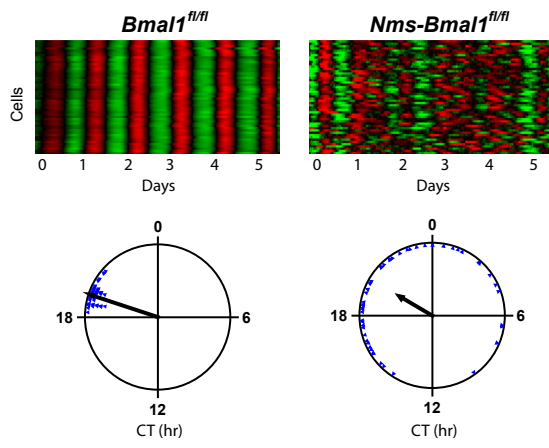 Bmal1fl/fl
Nms-Bmal1fl/fl
Cells
0 1 2 3 4 5
0 1 2 3 4 5
Days
Days
0
0
18
6
18
6
12
12
CT (hr)
CT (hr)